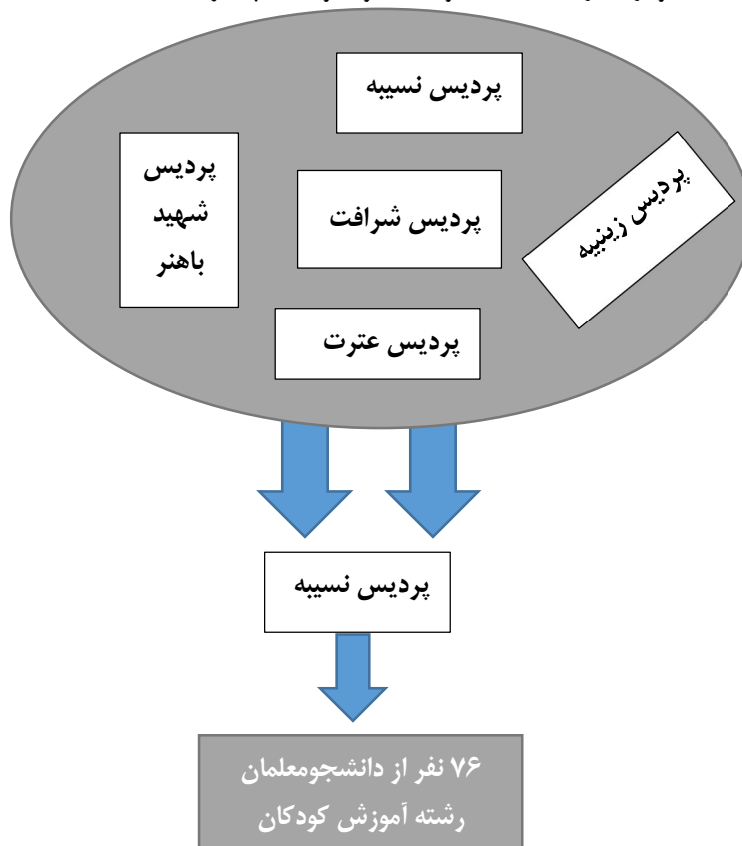 پردیس نسیبه
پردیس
شهید
باهنر
پردیس شرافت
پردیس زینبیه
پردیس عترت
پردیس نسیبه
۷۶ نفر از دانشجومعلمان
رشته آموزش کودکان